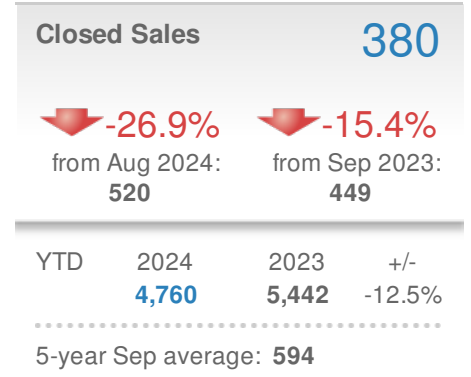 Closed Sales 380
-26.9% -15.4%
from Aug 2024: from Sep 2023:
520 449
YTD 2024 2023 +/-
4,760 5,442 -12.5%
5-year Sep average: 594